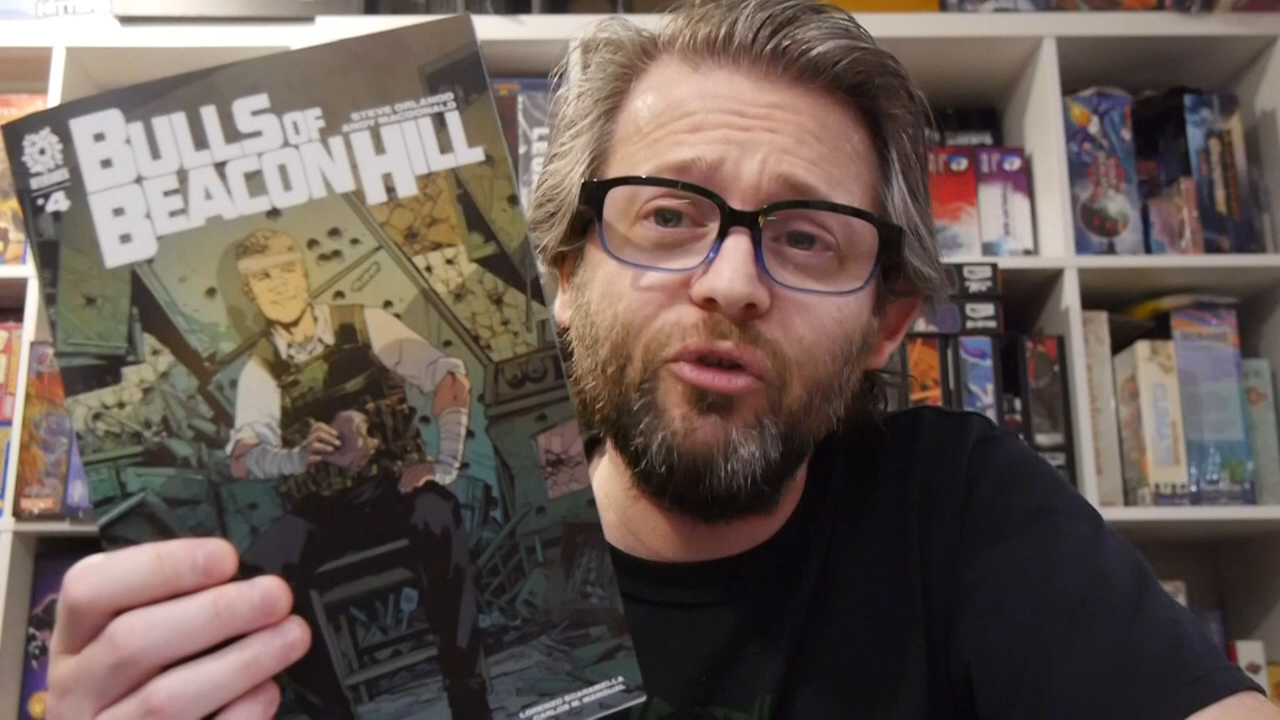 BULLS OF
BEACON HILL
STEVE ORLANDO
ANDY MACDONALD
#4
LORENZO SCARAMELLA
CARLOS M. MANGUAL